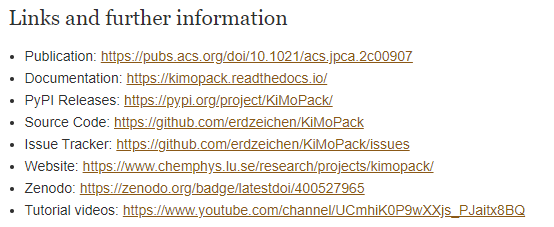 Links and further information
• Publication: https://pubs.acs.org/doi/10.1021/acs.jpca.2c00907
• Documentation: https://kimopack.readthedocs.io/
• PyPI Releases: https://pypi.org/project/KiMoPack/
• Source Code: https://github.com/erdzeichen/KiMoPack
• Issue Tracker: https://github.com/erdzeichen/KiMoPack/issues
• Website: https://www.chemphys.lu.se/research/projects/kimopack/
• Zenodo: https://zenodo.org/badge/latestdoi/400527965
• Tutorial videos: https://www.youtube.com/channel/UCmhiK0P9wXXjs_PJaitx8BQ